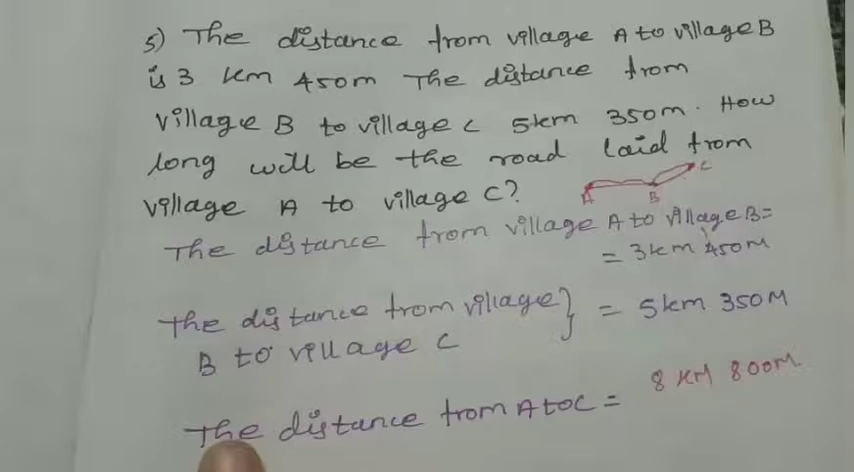 5) The distance from village A to village B
is 3 km 450m The distance from
village B to village C 5km 350m. How
long will be the road laid from
village A to village C?
A B C
The distance from village A to village B=
= 3km 450M
The distance from village } = 5km 350M
B to village C
The distance from A to C = 8 KM 800M